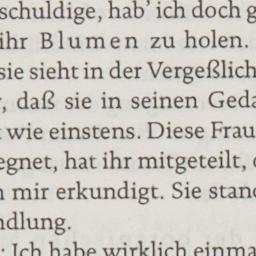 schuldige, hab' ich doch g
ihr Blumen zu holen.
sie sieht in der Vergeßlich
, daß sie in seinen Geda
wie einstens. Diese Frau
egnet, hat ihr mitgeteilt,
mir erkundigt. Sie stand
ndlung.
Ich habe wirklich einma